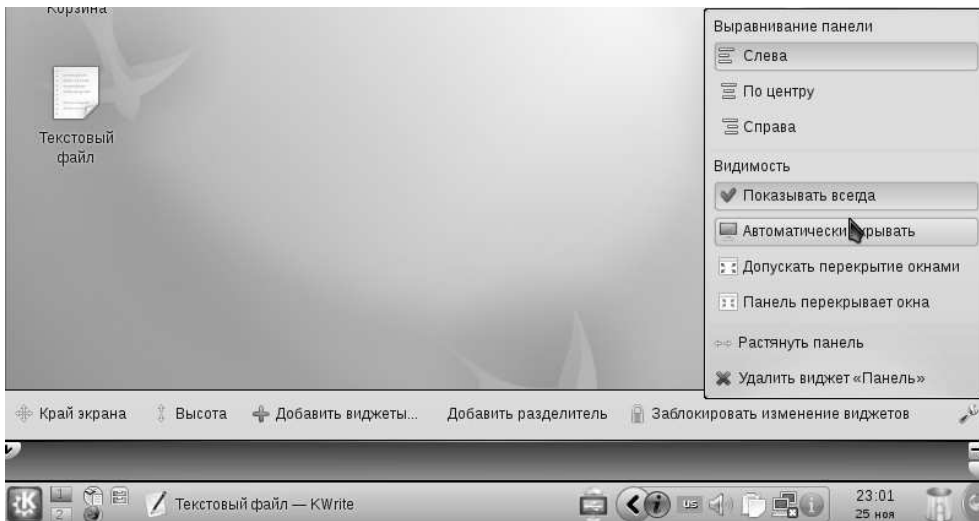 Корзина
Текстовый
файл
Выравнивание панели
Слева
По центру
Справа
Видимость
Показывать всегда
Автоматически скрывать
Допускать перекрытие окнами
Панель перекрывает окна
Растянуть панель
Удалить виджет «Панель»
Край экрана
Высота
Добавить виджеты...
Добавить разделитель
Заблокировать изменение виджетов
1
2
Текстовый файл — KWrite
us
23:01
25 ноя